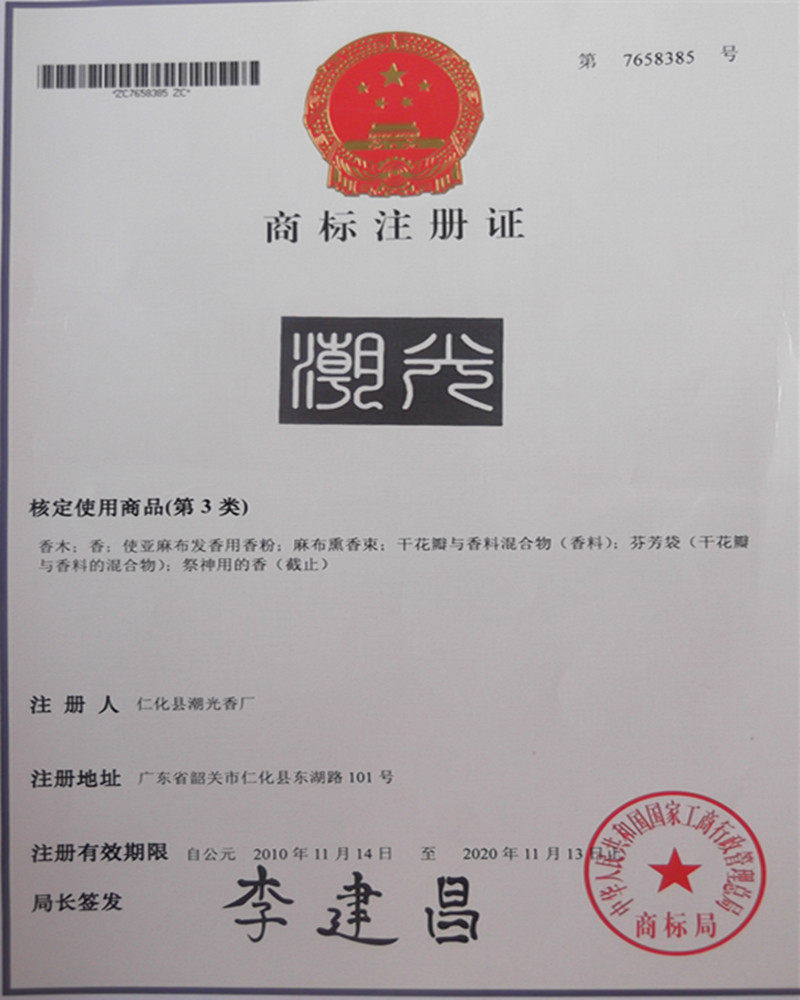 第 7658385 号
*ZC7658385 ZC*
商标注册证
潮光
核定使用商品(第 3 类)
香木；香；使亚麻布发香用香粉；麻布熏香束；干花瓣与香料混合物（香料）；芬芳袋（干花瓣
与香料的混合物）；祭神用的香（截止）
注 册 人 仁化县潮光香厂
注册地址 广东省韶关市仁化县东湖路 101 号
注册有效期限 自公元 2010 年 11 月 14 日 至 2020 年 11 月 13 日止
局长签发 李建昌
中华人民共和国国家工商行政管理总局
商标局